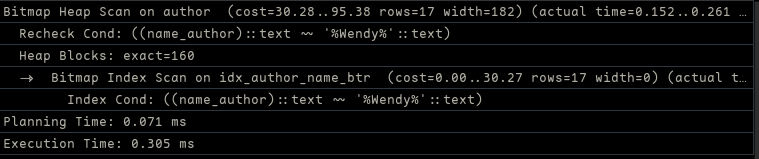 Bitmap Heap Scan on author  (cost=30.28..95.38 rows=17 width=182) (actual time=0.152..0.261 …
Recheck Cond: ((name_author)::text ~~ '%Wendy%'::text)
Heap Blocks: exact=160
->  Bitmap Index Scan on idx_author_name_btr  (cost=0.00..30.27 rows=17 width=0) (actual t…
Index Cond: ((name_author)::text ~~ '%Wendy%'::text)
Planning Time: 0.071 ms
Execution Time: 0.305 ms